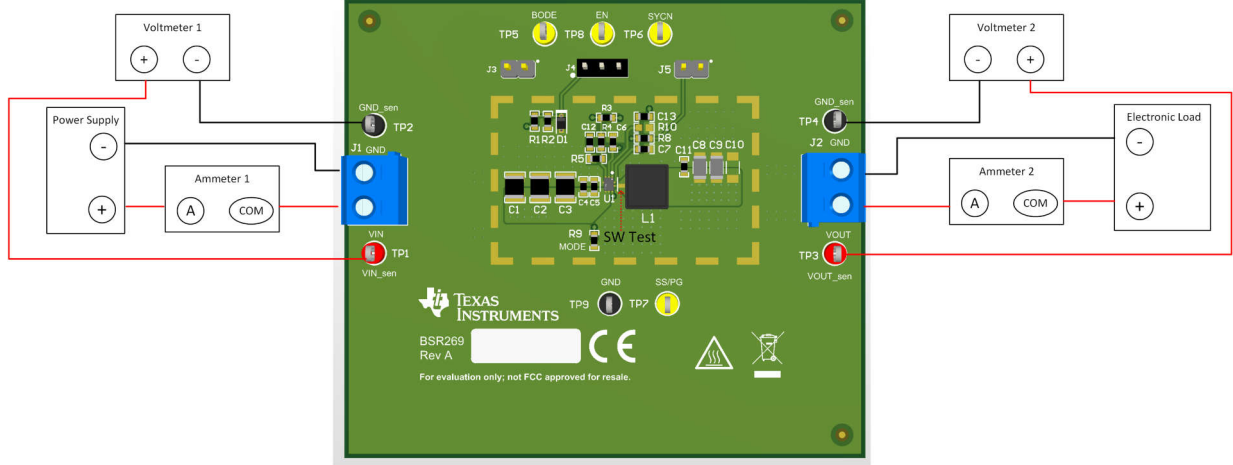 Voltmeter 1
+
-
Power Supply
-
+
Ammeter 1
A
COM
BODE
EN
SYCN
TP5
TP8
TP6
J3
J4
J5
GND_sen
TP2
J1
GND
VIN
TP1
VIN_sen
R3
C13
R10
R8
C7
R1
R2
D1
C12
R4
C6
R5
C11
C8
C9
C10
C4
C5
U1
C1
C2
C3
L1
R9
MODE
SW Test
GND
SS/PG
TP9
TP7
TEXAS
INSTRUMENTS
BSR269
Rev A
CE
For evaluation only; not FCC approved for resale.
Voltmeter 2
-
+
GND_sen
TP4
J2
GND
Electronic Load
-
+
Ammeter 2
A
COM
VOUT
TP3
VOUT_sen